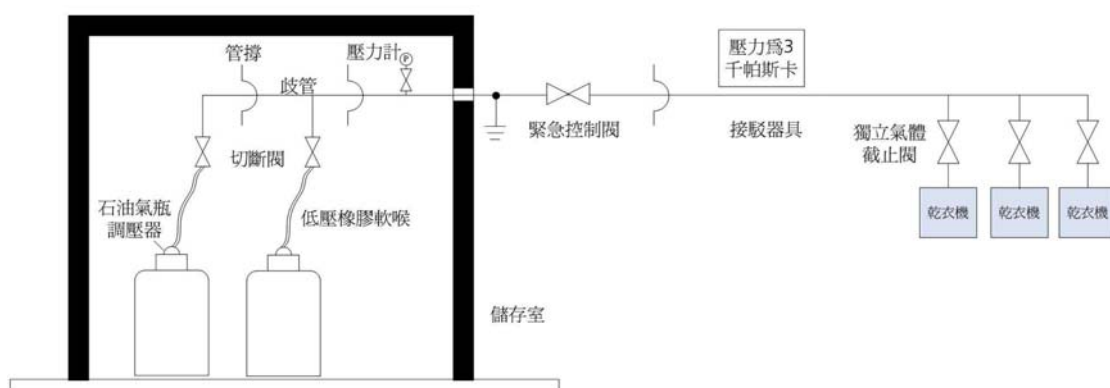 管撐
壓力計
P
歧管
切斷閥
石油氣瓶
調壓器
低壓橡膠軟喉
儲存室
緊急控制閥
壓力爲3
千帕斯卡
接駁器具
獨立氣體
截止閥
乾衣機
乾衣機
乾衣機